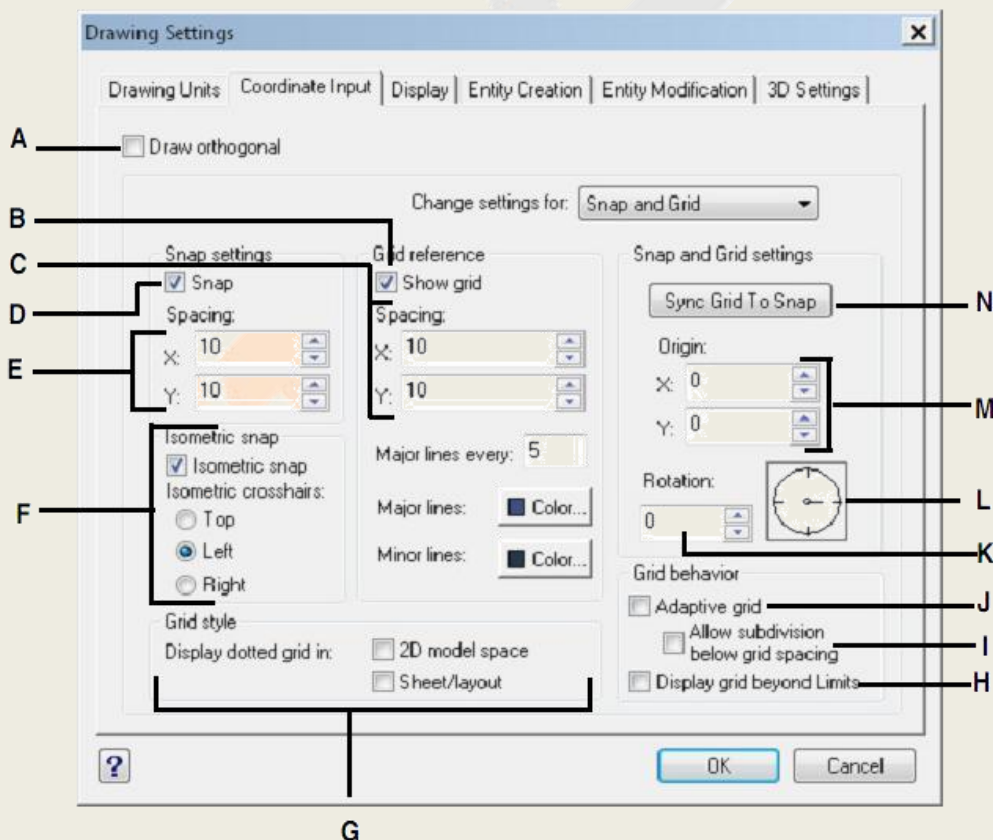 Drawing Settings
Drawing Units
Coordinate Input
Display
Entity Creation
Entity Modification
3D Settings
A
Draw orthogonal
Change settings for: Snap and Grid
B
C
D
E
F
Snap settings
Snap
Spacing:
X: 10
Y: 10
Isometric snap
Isometric snap
Isometric crosshairs:
Top
Left
Right
Grid reference
Show grid
Spacing:
X: 10
Y: 10
Major lines every: 5
Major lines: Color...
Minor lines: Color...
Snap and Grid settings
Sync Grid To Snap
Origin:
X: 0
Y: 0
Rotation:
0
N
M
L
K
Grid style
Display dotted grid in:
2D model space
Sheet/layout
Grid behavior
Adaptive grid
Allow subdivision
below grid spacing
Display grid beyond Limits
J
I
H
?
OK
Cancel
G